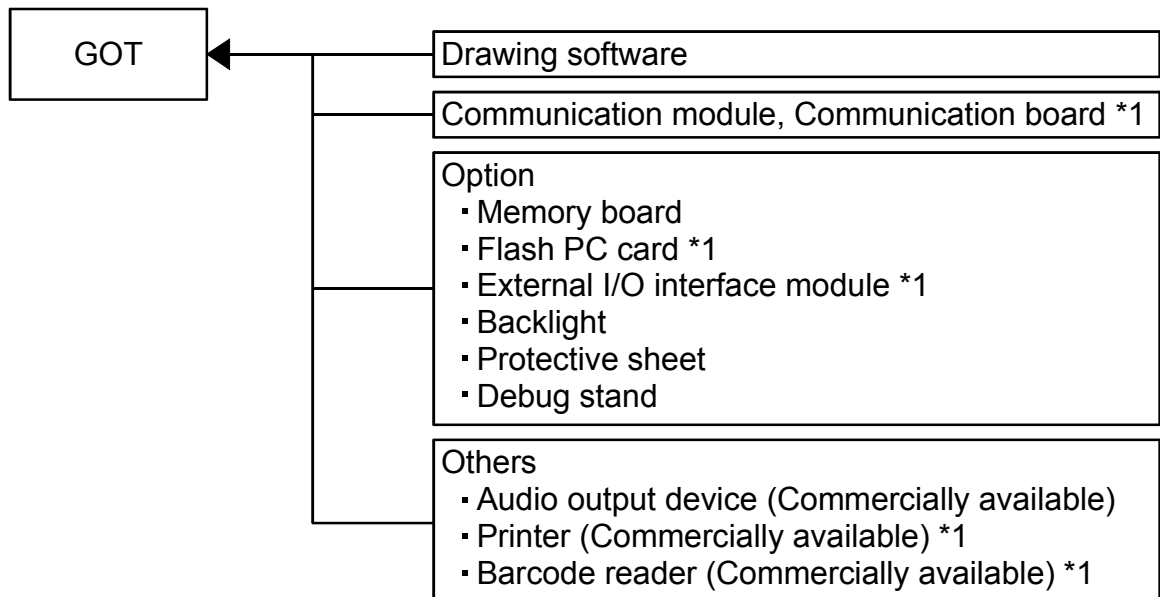 GOT
Drawing software
Communication module, Communication board *1
Option
・Memory board
・Flash PC card *1
・External I/O interface module *1
・Backlight
・Protective sheet
・Debug stand
Others
・Audio output device (Commercially available)
・Printer (Commercially available) *1
・Barcode reader (Commercially available) *1